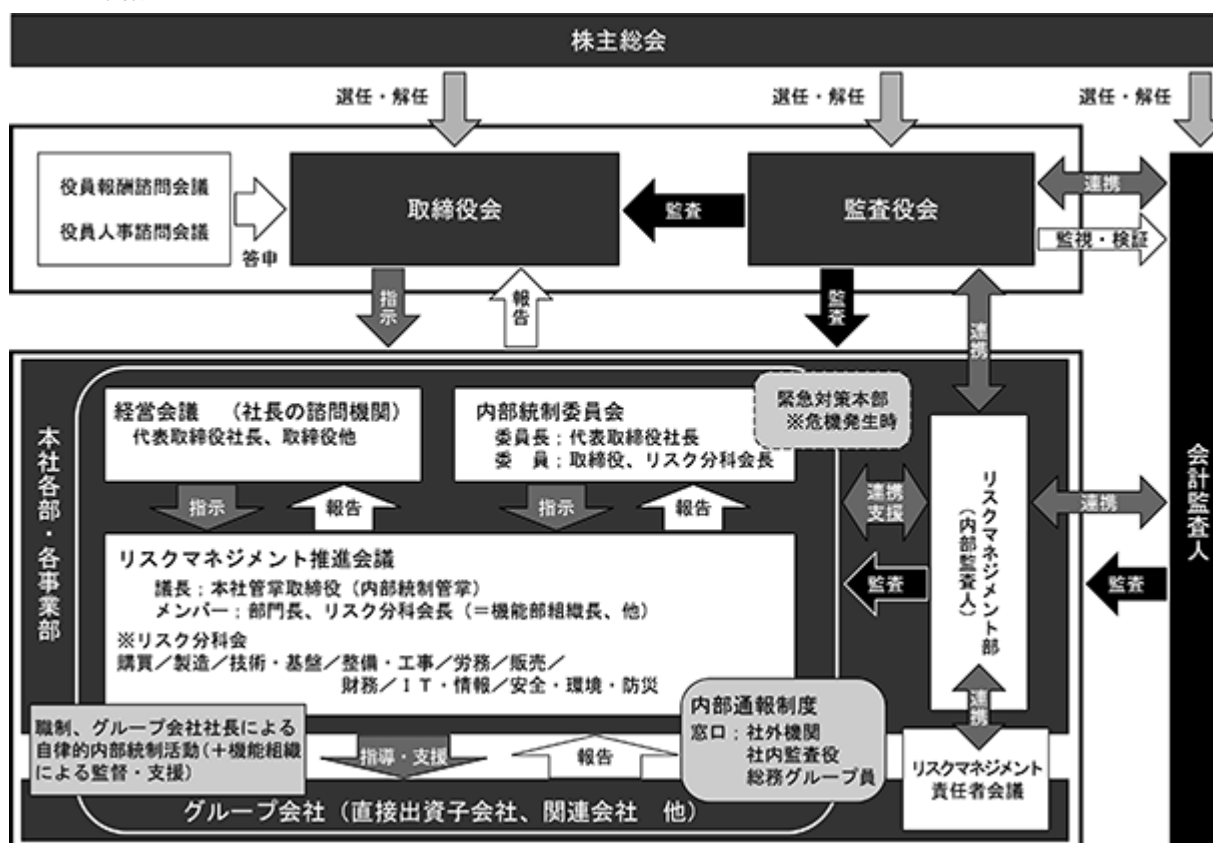 株主総会
選任・解任
選任・解任
選任・解任
役員報酬諮問会議
役員人事諮問会議
答申
取締役会
監査
監査役会
連携
監視・検証
指示
報告
監査
連携
本社各部・各事業部
経営会議　（社長の諮問機関）
代表取締役社長、取締役他
内部統制委員会
委員長；代表取締役社長
委　員；取締役、リスク分科会長
緊急対策本部
※危機発生時
指示
報告
指示
報告
連携
支援
監査
リスクマネジメント部
（内部監査人）
連携
監査
会計監査人
リスクマネジメント推進会議
議長；本社管掌取締役（内部統制管掌）
メンバー；部門長、リスク分科会長（＝機能部組織長、他）
※リスク分科会
購買／製造／技術・基盤／整備・工事／労務／販売／
財務／ＩＴ・情報／安全・環境・防災
職制、グループ会社社長による
自律的内部統制活動（＋機能組織
による監督・支援）
指導・支援
報告
内部通報制度
窓口；社外機関
社内監査役
総務グループ員
連携
リスクマネジメント
責任者会議
グループ会社（直接出資子会社、関連会社　他）